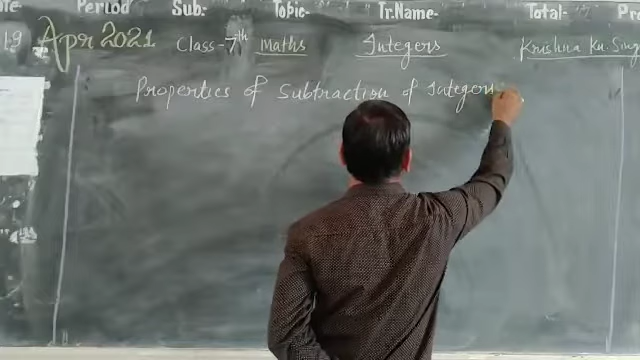 Period Sub:- Topic- Tr.Name- Total-
19 Apr 2021 Class-7th Maths Integers Krishna Ku. Sing
Properties of Subtraction of Integers